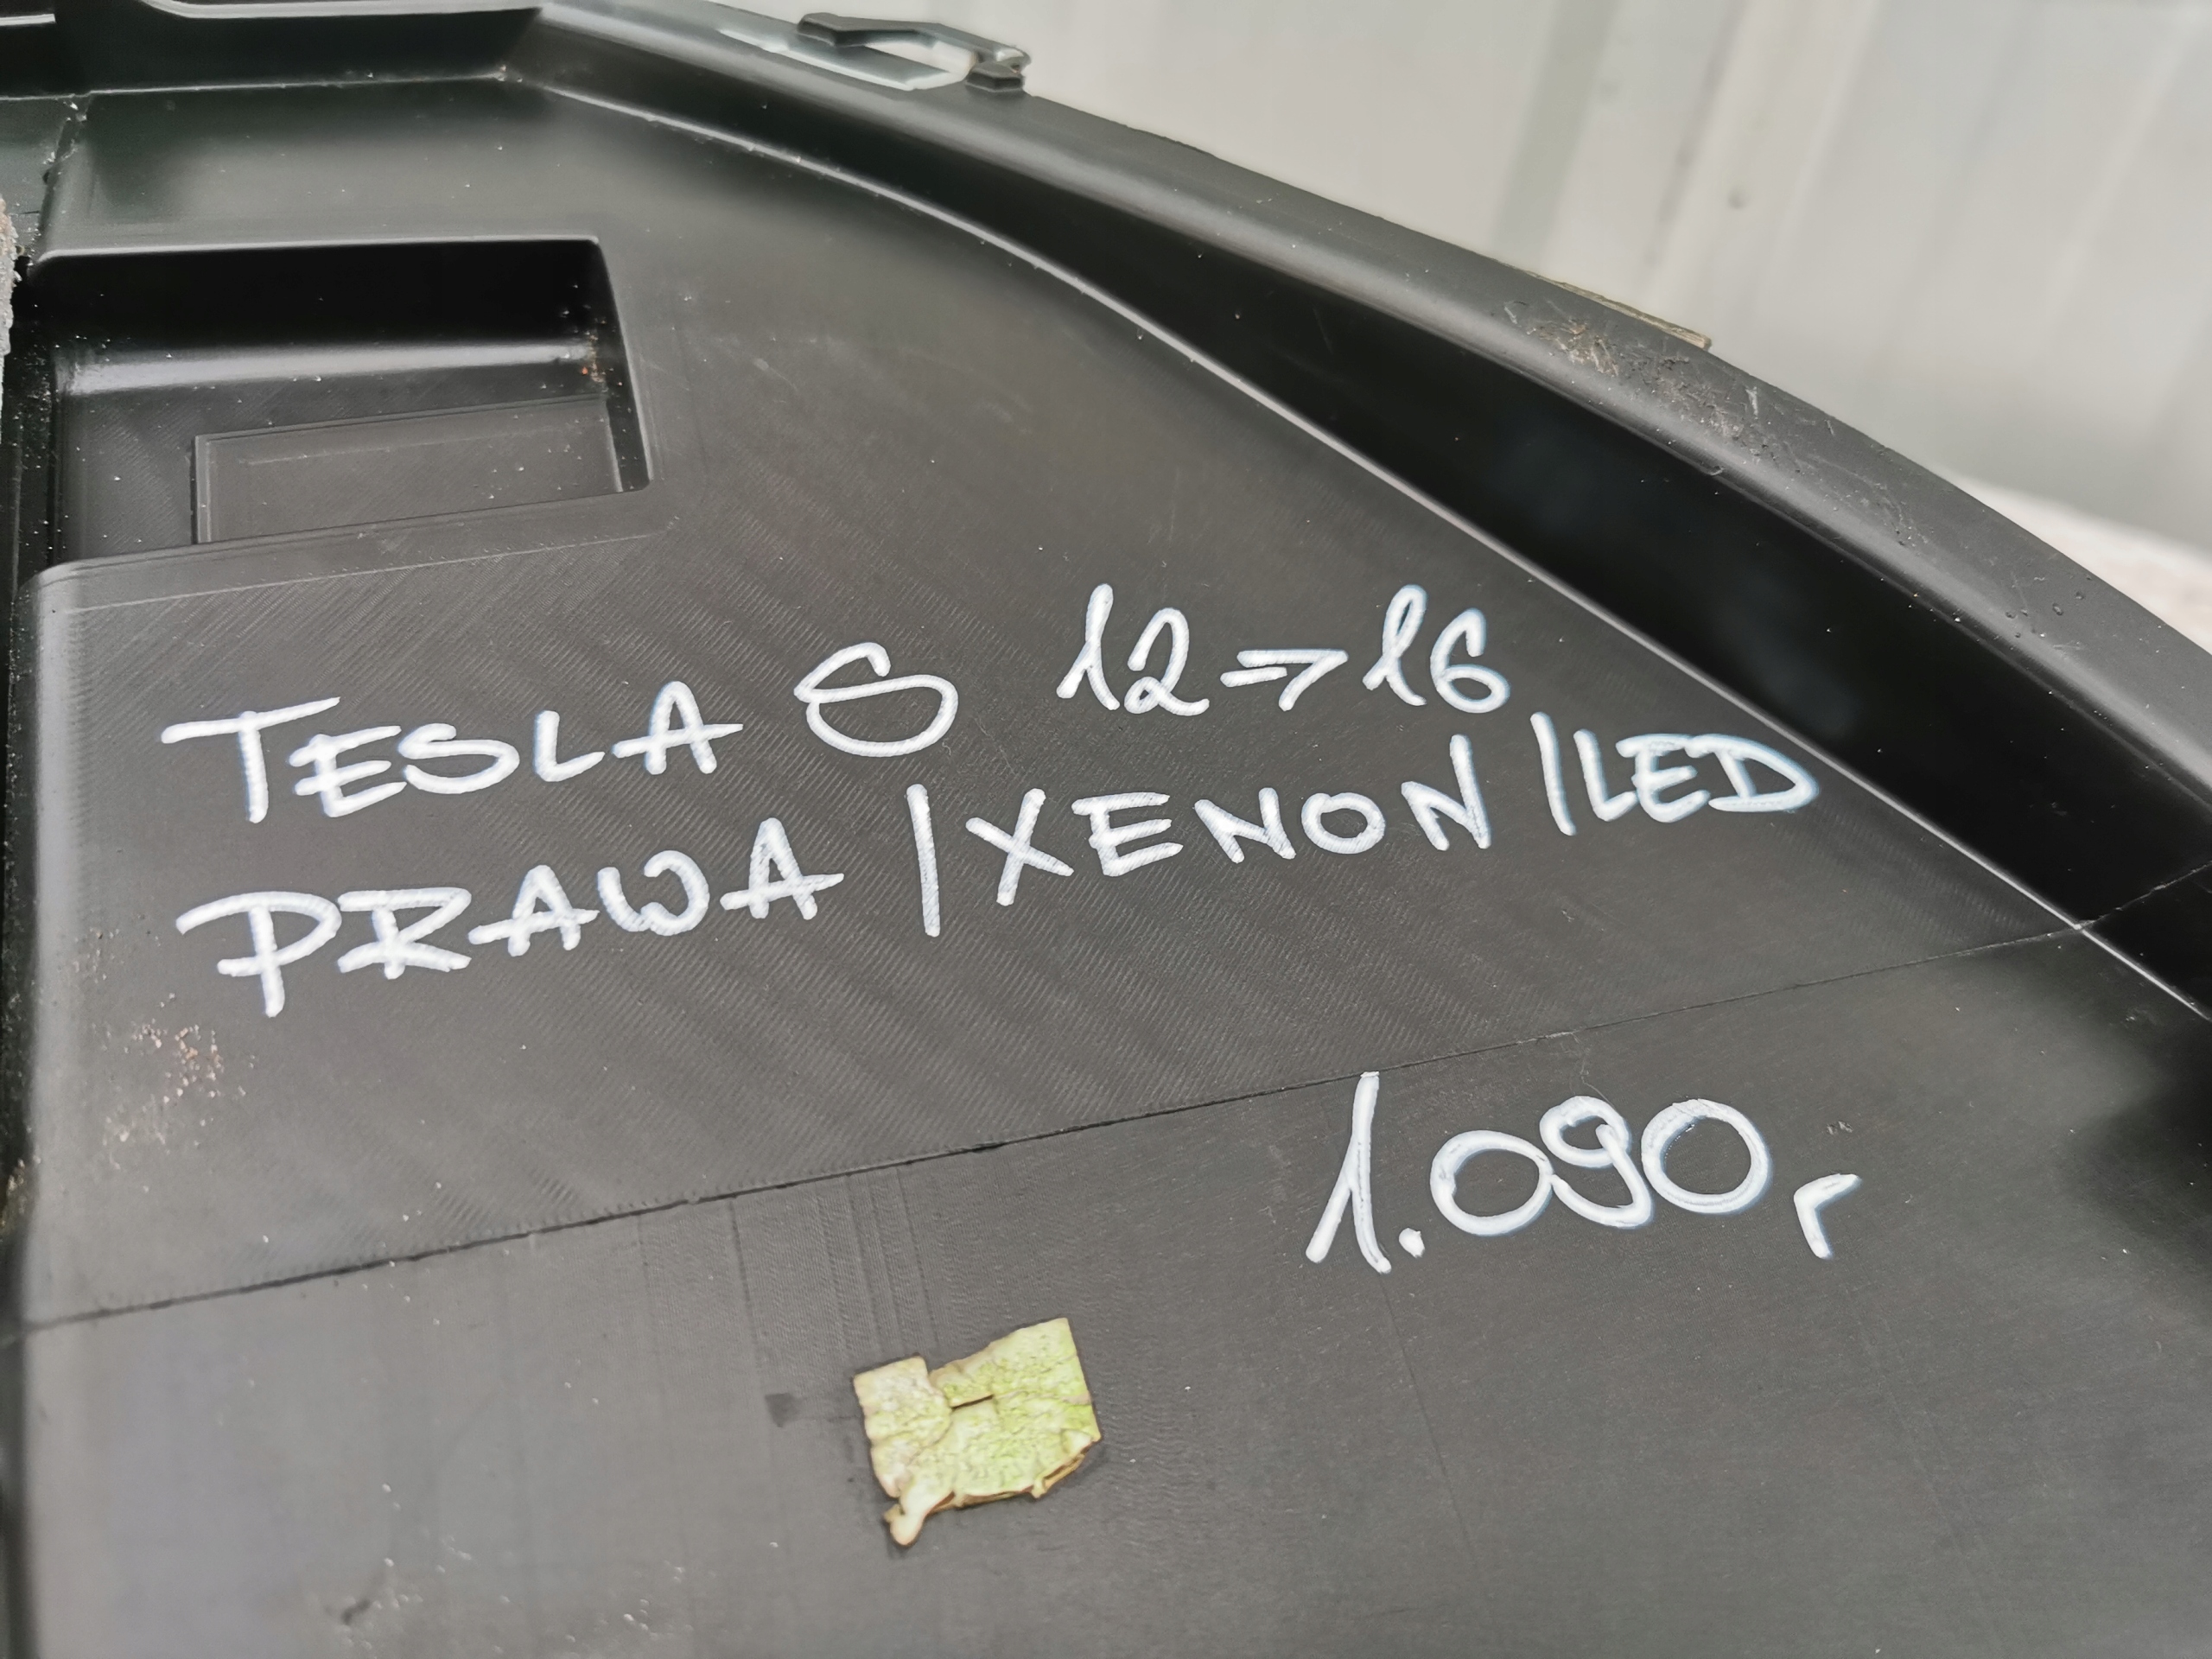 TESLA S 12 => 16
PRAWA / XENON / LED
1.090,-